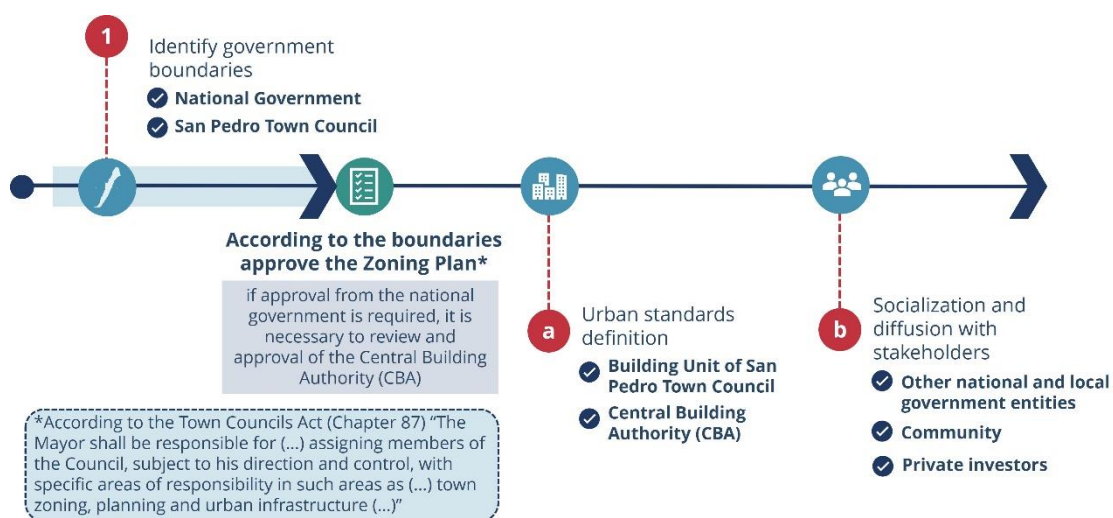 1
Identify government
boundaries
National Government
San Pedro Town Council
According to the boundaries
approve the Zoning Plan*
if approval from the national
government is required, it is
necessary to review and
approval of the Central Building
Authority (CBA)
*According to the Town Councils Act (Chapter 87) “The
Mayor shall be responsible for (...) assigning members of
the Council, subject to his direction and control, with
specific areas of responsibility in such areas as (...) town
zoning, planning and urban infrastructure (...)”
a
Urban standards
definition
Building Unit of San
Pedro Town Council
Central Building
Authority (CBA)
b
Socialization and
diffusion with
stakeholders
Other national and local
government entities
Community
Private investors